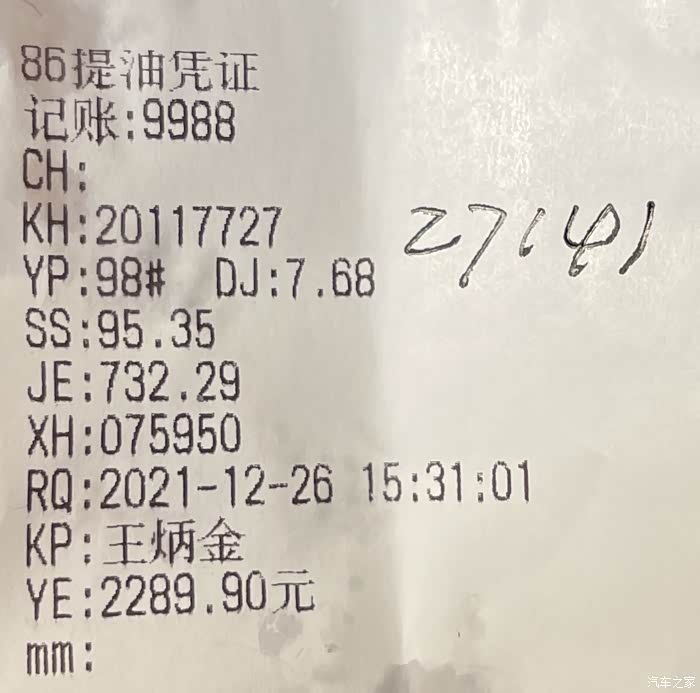 86提油凭证
记账:9988
CH:
KH:20117727
27141
YP:98#  DJ:7.68
SS:95.35
JE:732.29
XH:075950
RQ:2021-12-26 15:31:01
KP:王炳金
YE:2289.90元
mm:
汽车之家